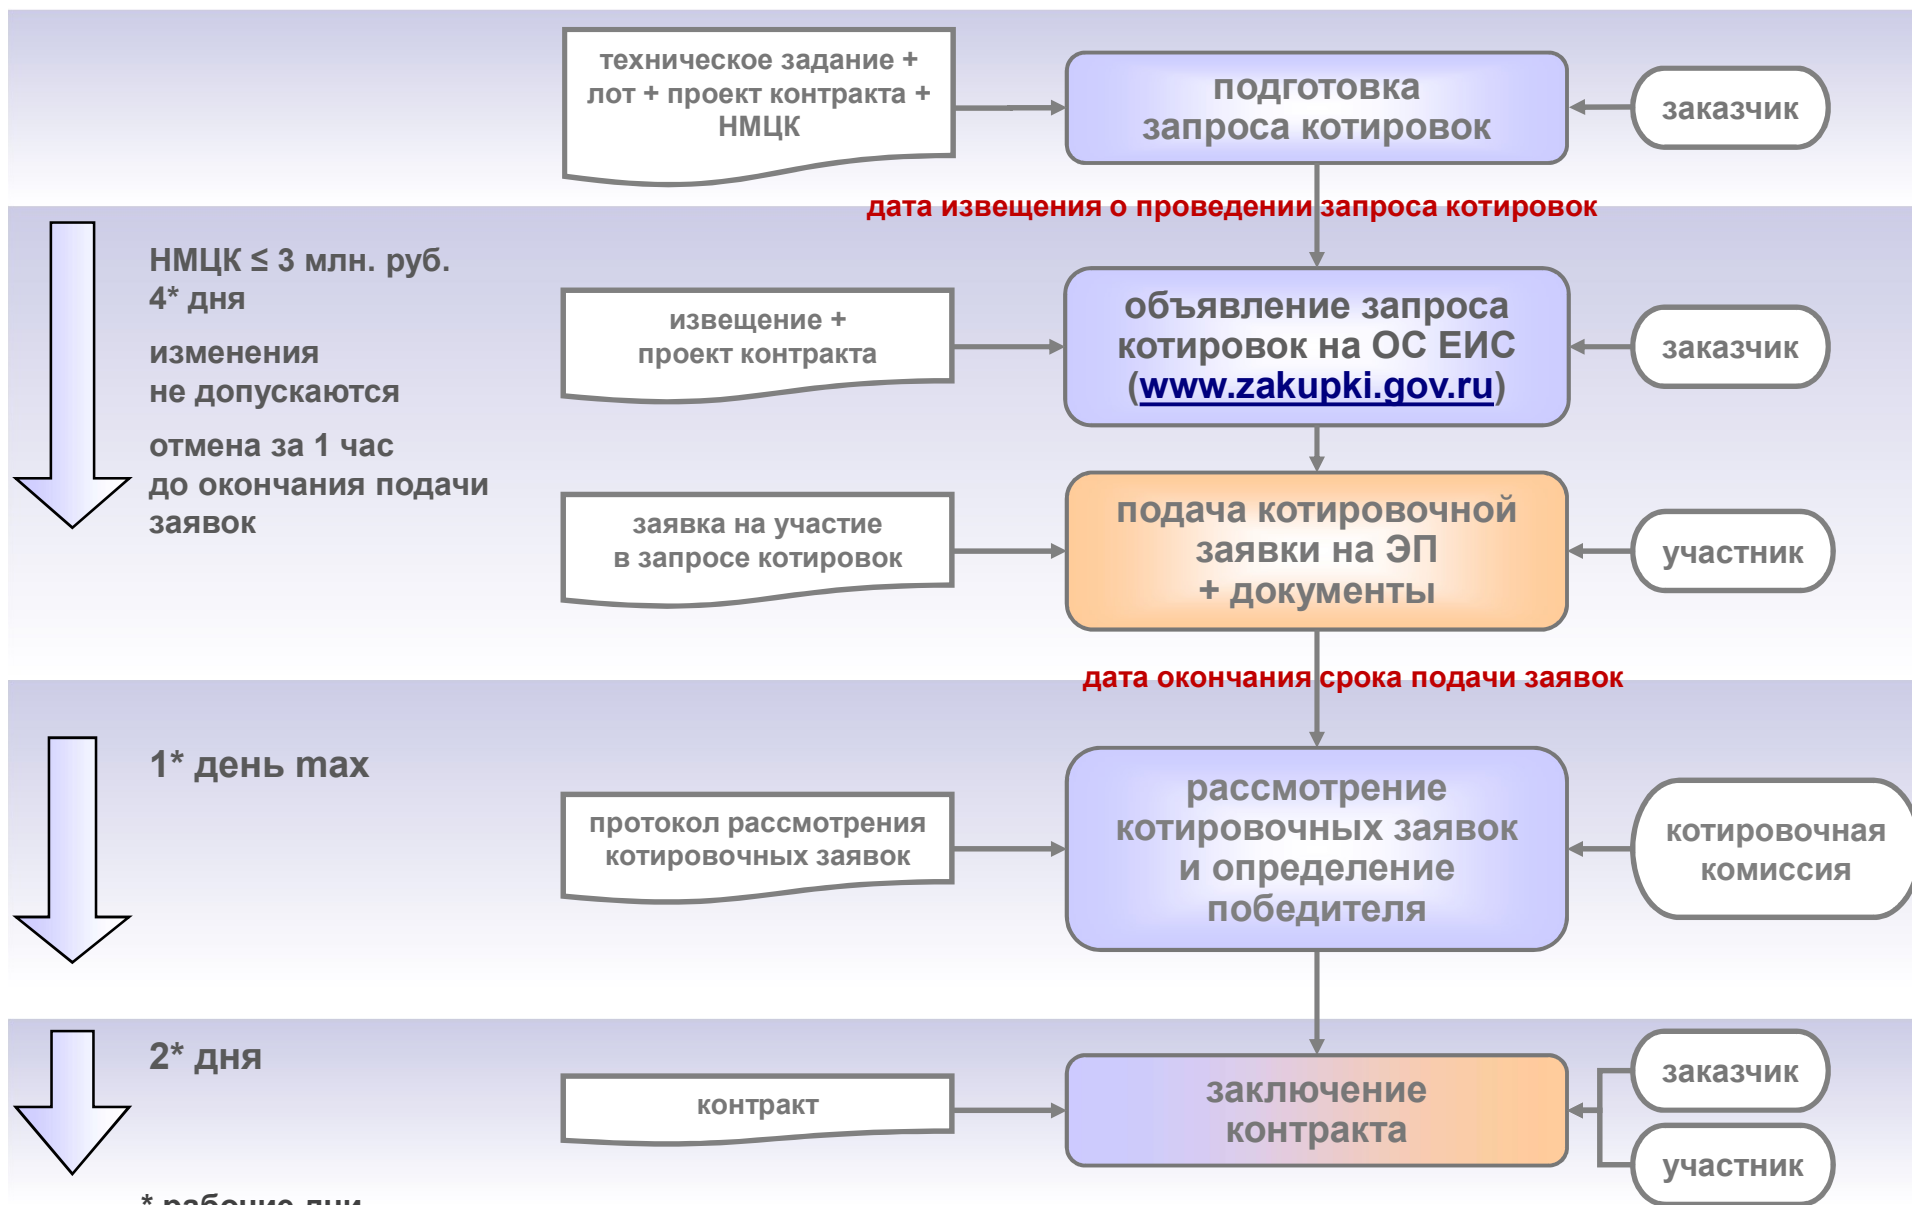 техническое задание +
лот + проект контракта +
НМЦК
подготовка
запроса котировок
заказчик
дата извещения о проведении запроса котировок
НМЦК ≤ 3 млн. руб.
4* дня
изменения
не допускаются
отмена за 1 час
до окончания подачи
заявок
извещение +
проект контракта
объявление запроса
котировок на ОС ЕИС
(www.zakupki.gov.ru)
заказчик
заявка на участие
в запросе котировок
подача котировочной
заявки на ЭП
+ документы
участник
дата окончания срока подачи заявок
1* день max
протокол рассмотрения
котировочных заявок
рассмотрение
котировочных заявок
и определение
победителя
котировочная
комиссия
2* дня
контракт
заключение
контракта
заказчик
участник
* рабочие дни